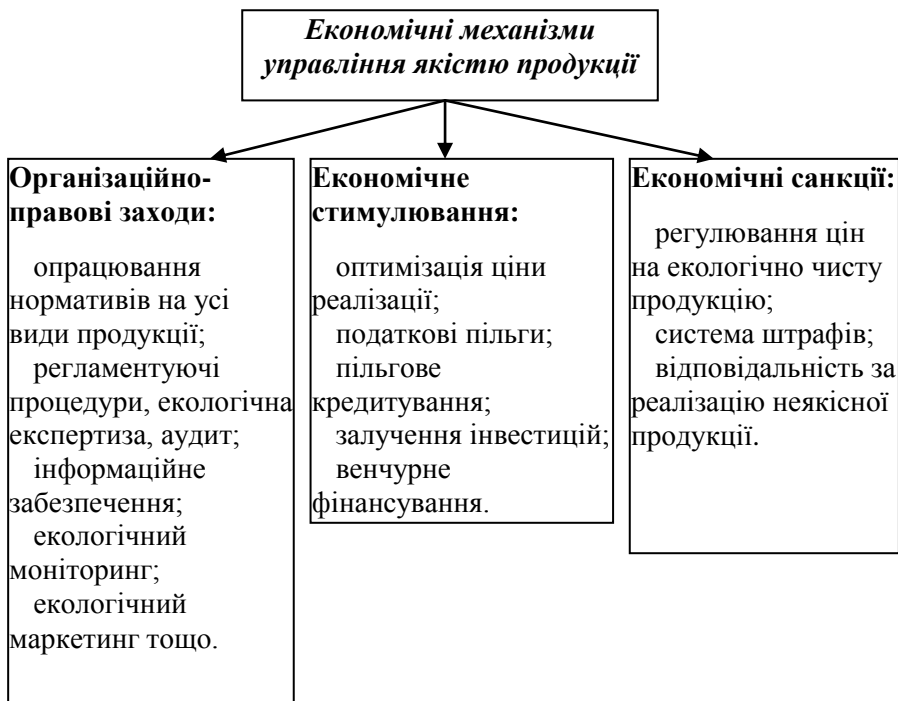 Економічні механізми
управління якістю продукції
Організаційно-
правові заходи:
опрацювання
нормативів на усі
види продукції;
регламентуючі
процедури, екологічна
експертиза, аудит;
інформаційне
забезпечення;
екологічний
моніторинг;
екологічний
маркетинг тощо.
Економічне
стимулювання:
оптимізація ціни
реалізації;
податкові пільги;
пільгове
кредитування;
залучення інвестицій;
венчурне
фінансування.
Економічні санкції:
регулювання цін
на екологічно чисту
продукцію;
система штрафів;
відповідальність за
реалізацію неякісної
продукції.